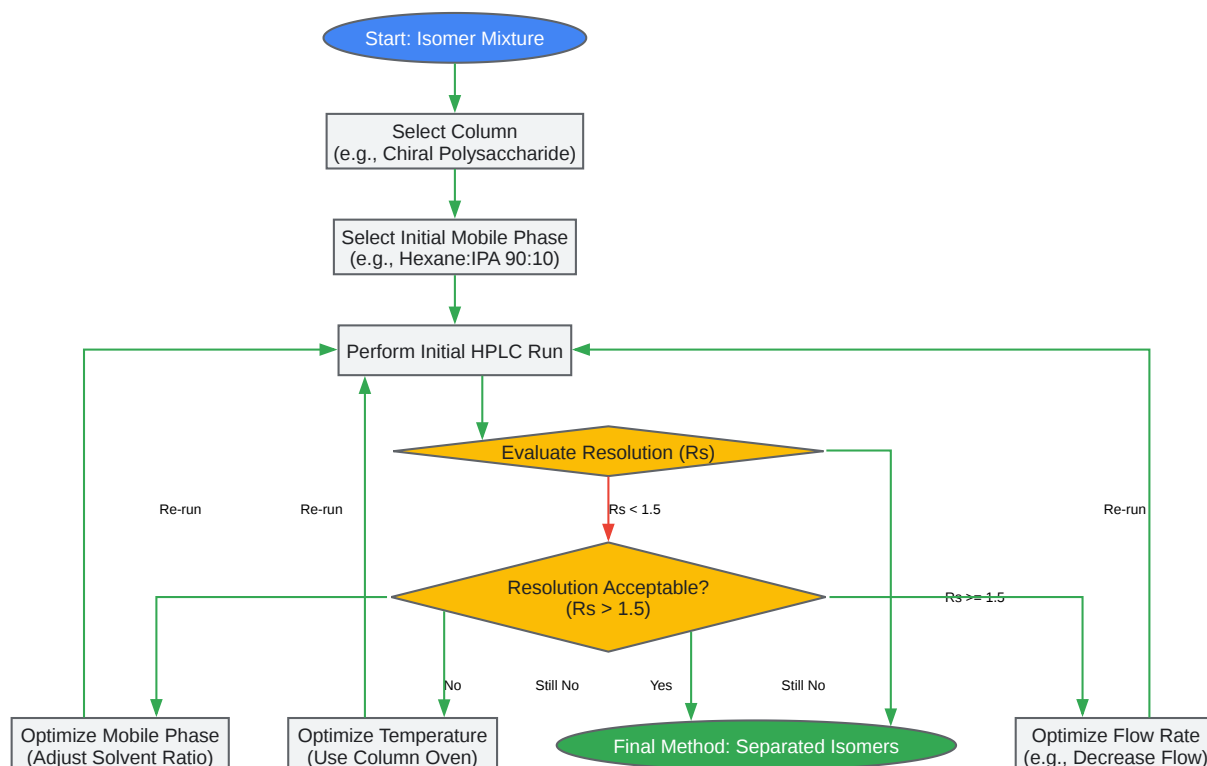 Start: Isomer Mixture
Select Column
(e.g., Chiral Polysaccharide)
Select Initial Mobile Phase
(e.g., Hexane:IPA 90:10)
Perform Initial HPLC Run
Evaluate Resolution (Rs)
Re-run
Re-run
Rs < 1.5
Re-run
Resolution Acceptable?
(Rs > 1.5)
Rs >= 1.5
No
Still No
Yes
Still No
Optimize Mobile Phase
(Adjust Solvent Ratio)
Optimize Temperature
(Use Column Oven)
Final Method: Separated Isomers
Optimize Flow Rate
(e.g., Decrease Flow)